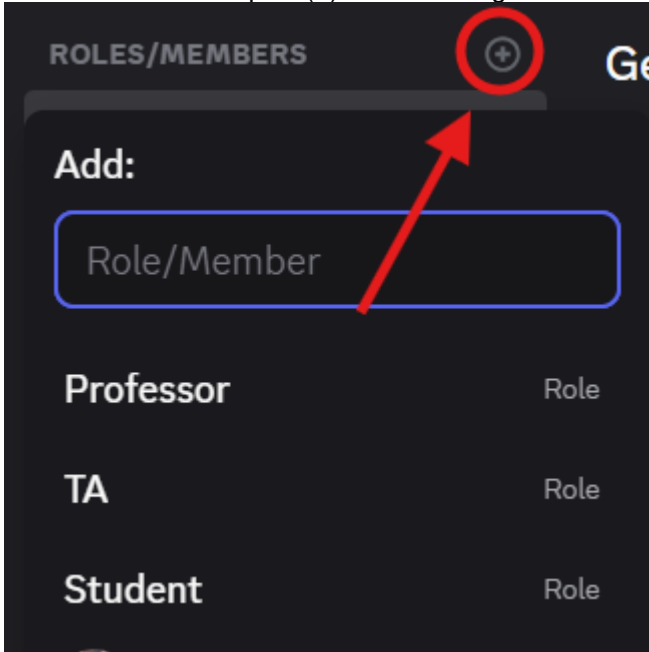 ROLES/MEMBERS
Ge
Add:
Role/Member
Professor Role
TA Role
Student Role